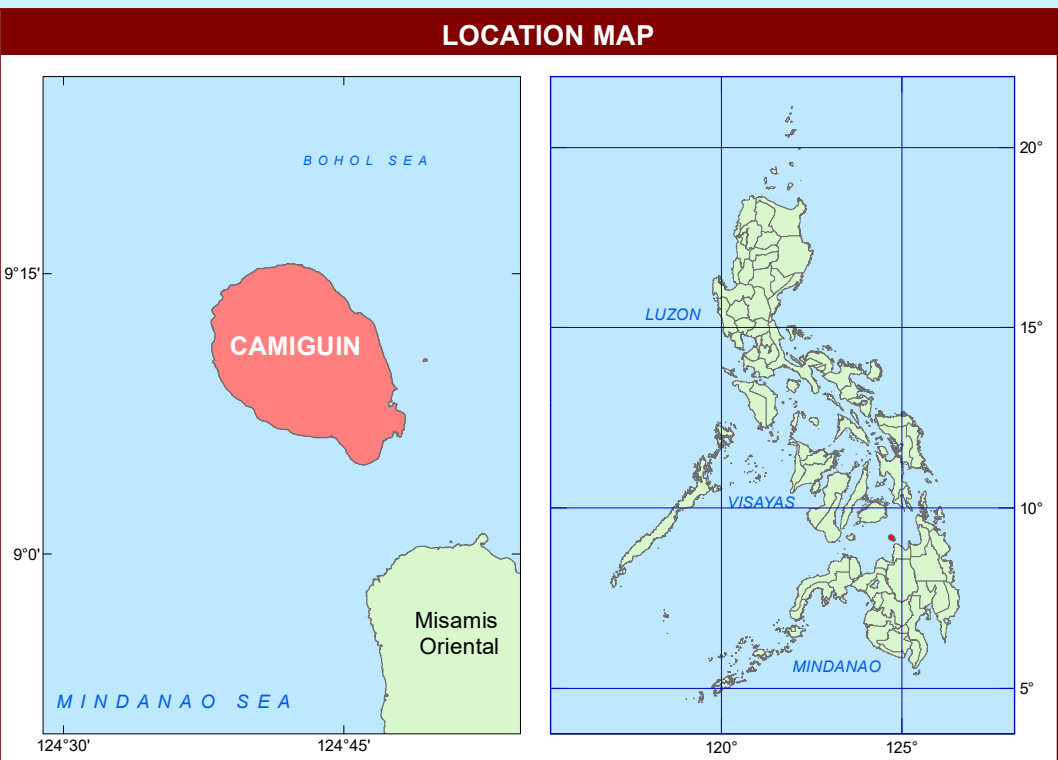 LOCATION MAP
BOHOL SEA
9°15'
CAMIGUIN
9°0'
Misamis
Oriental
MINDANAO SEA
124°30'
124°45'
20°
LUZON
15°
VISAYAS
10°
MINDANAO
5°
120°
125°